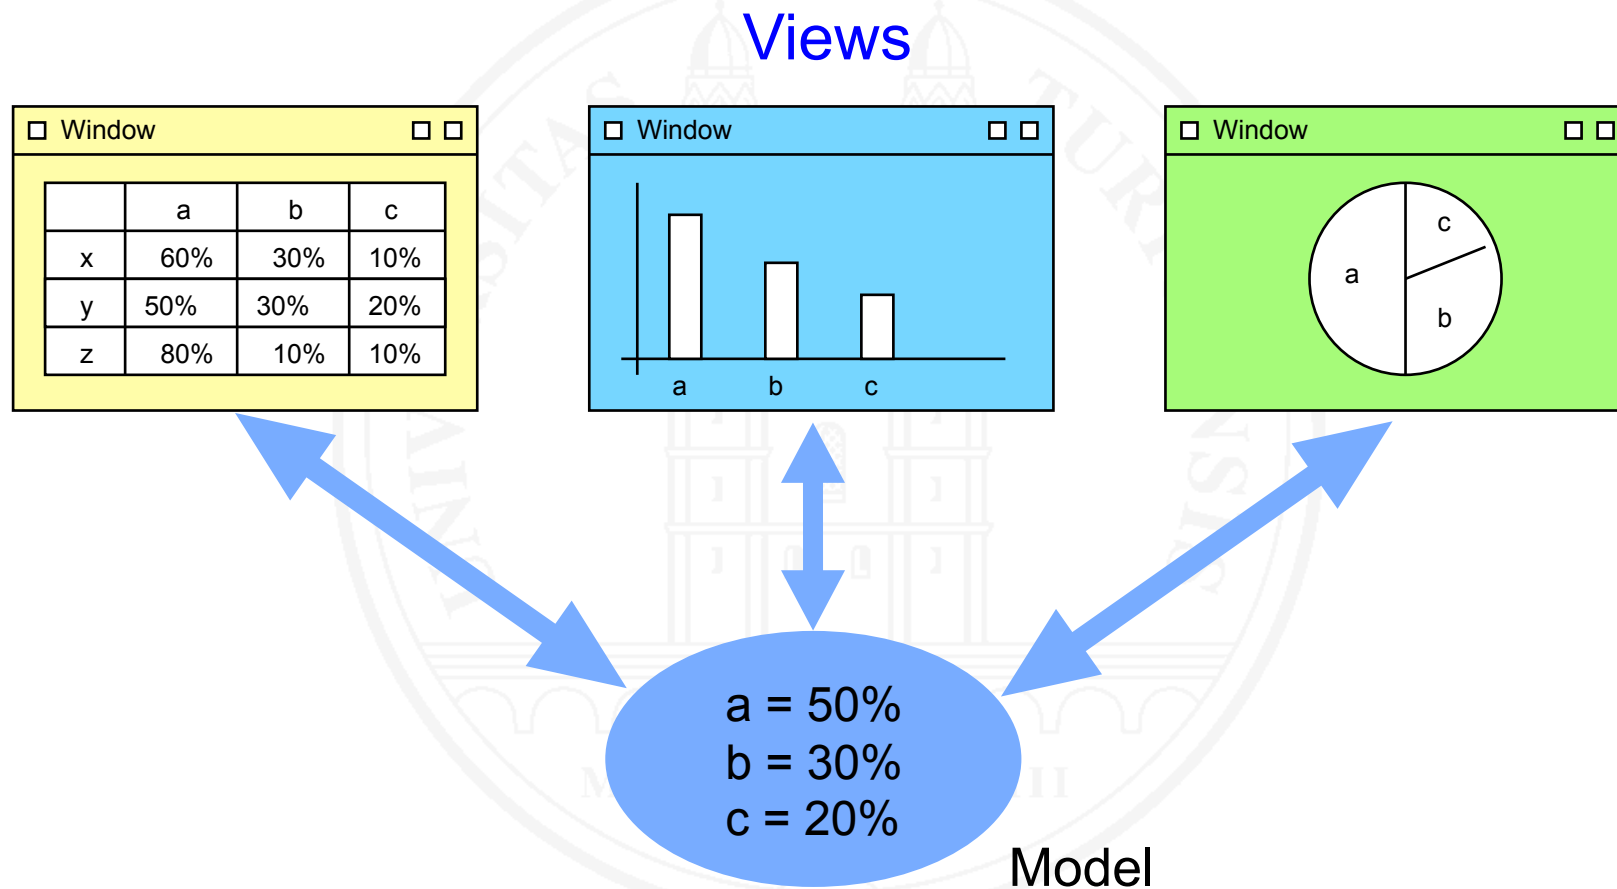 Views
Window
a b c
x 60% 30% 10%
y 50% 30% 20%
z 80% 10% 10%
Window
a b c
Window
c
a
b
a = 50%
b = 30%
c = 20%
Model